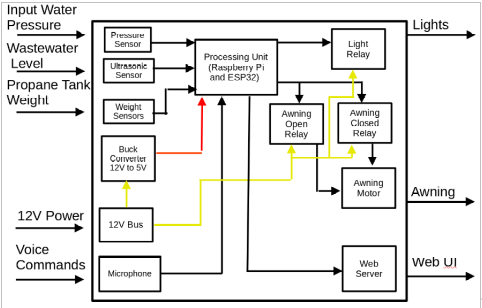 Input Water
Pressure
Wastewater
Level
Propane Tank
Weight
12V Power
Voice
Commands
Pressure
Sensor
Ultrasonic
Sensor
Weight
Sensors
Buck
Converter
12V to 5V
12V Bus
Microphone
Processing Unit
(Raspberry Pi
and ESP32)
Light
Relay
Awning
Open
Relay
Awning
Closed
Relay
Awning
Motor
Web
Server
Lights
Awning
Web UI